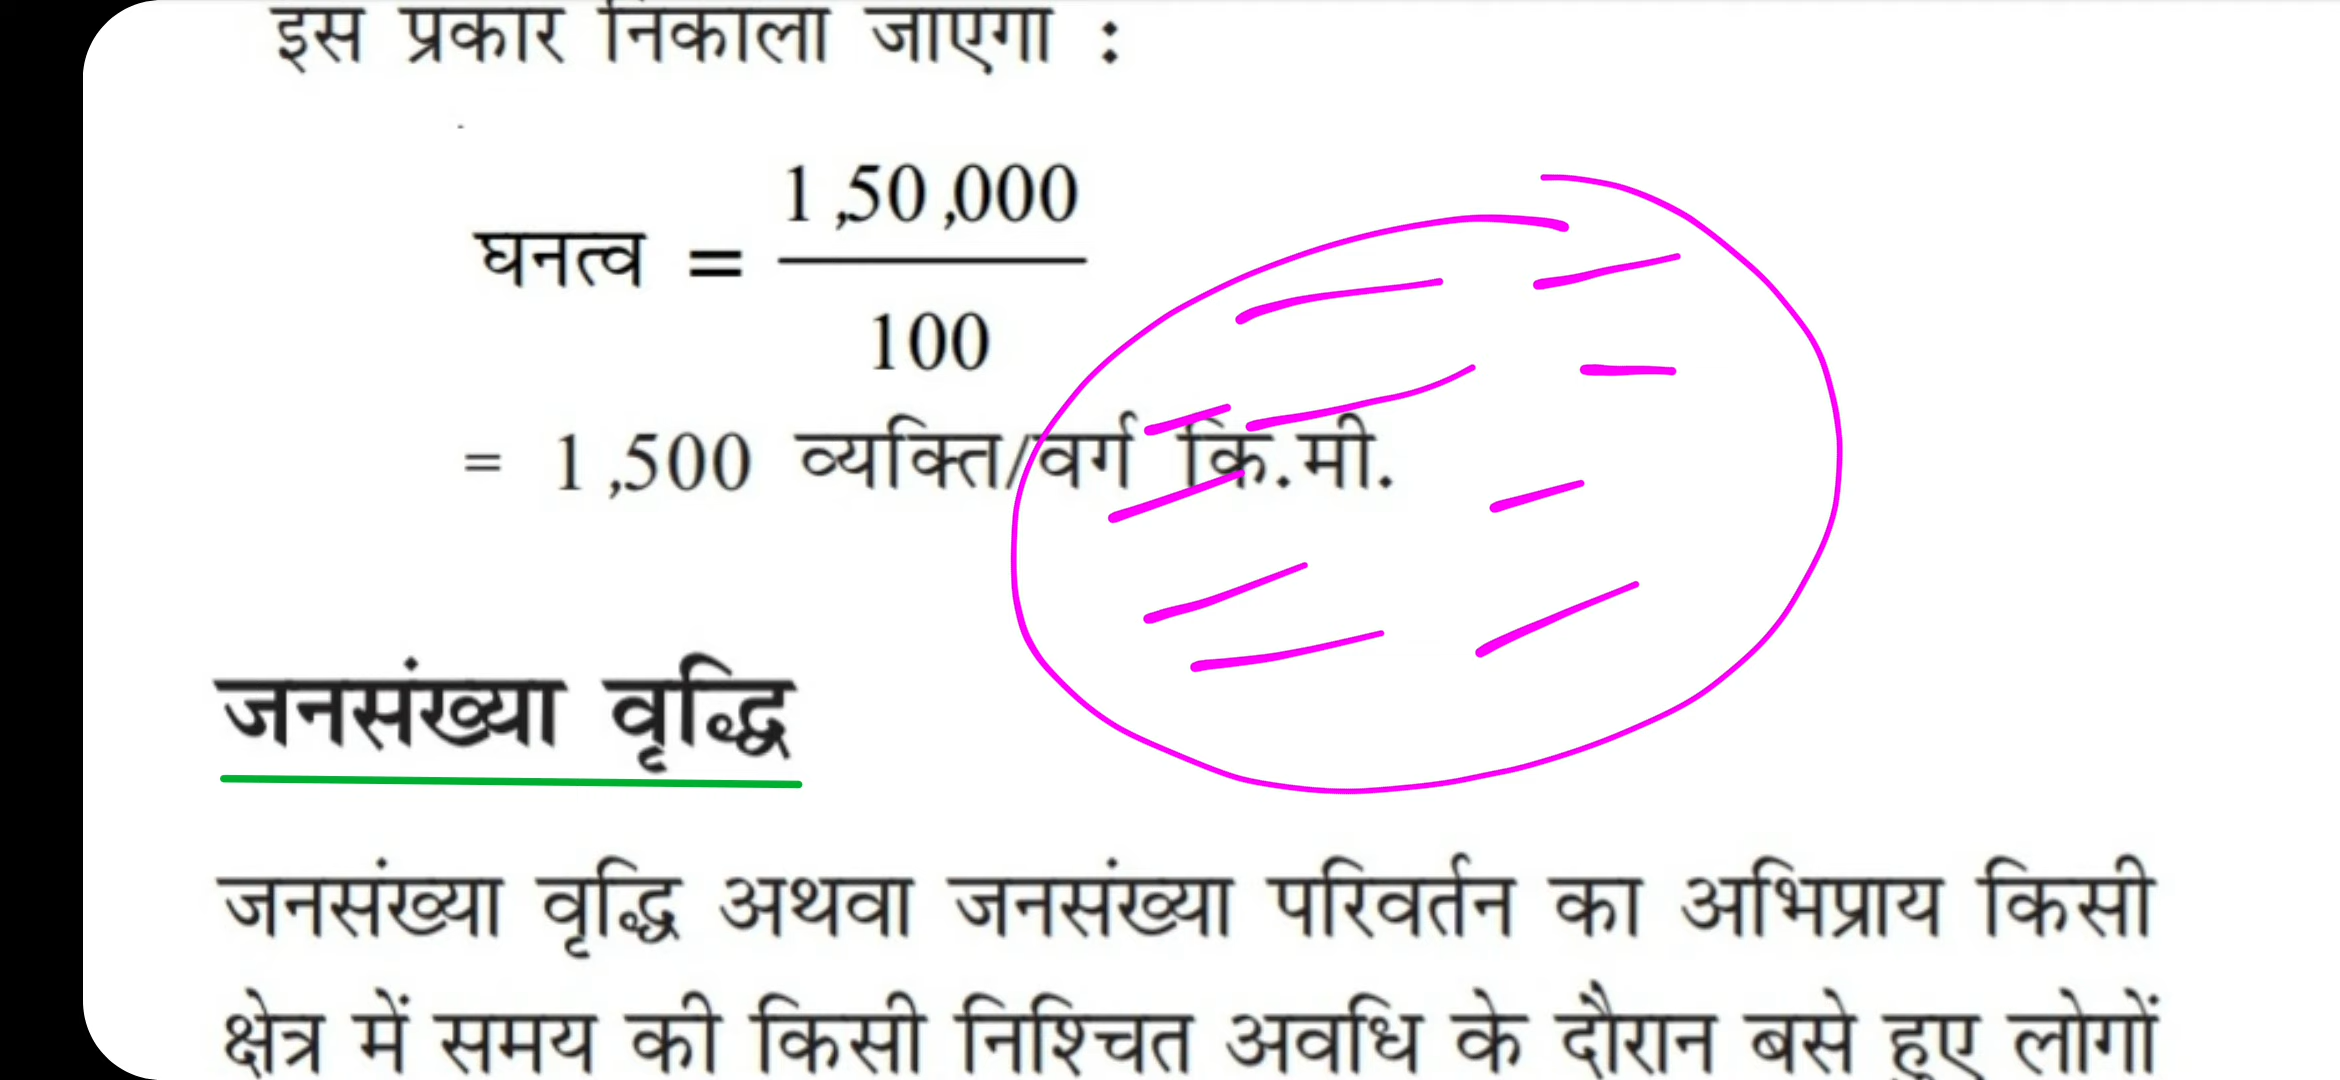 इस प्रकार निकाला जाएगा :
घनत्व = 1,50,000
100
= 1,500 व्यक्ति/वर्ग कि.मी.
जनसंख्या वृद्धि
जनसंख्या वृद्धि अथवा जनसंख्या परिवर्तन का अभिप्राय किसी
क्षेत्र में समय की किसी निश्चित अवधि के दौरान बसे हुए लोगों